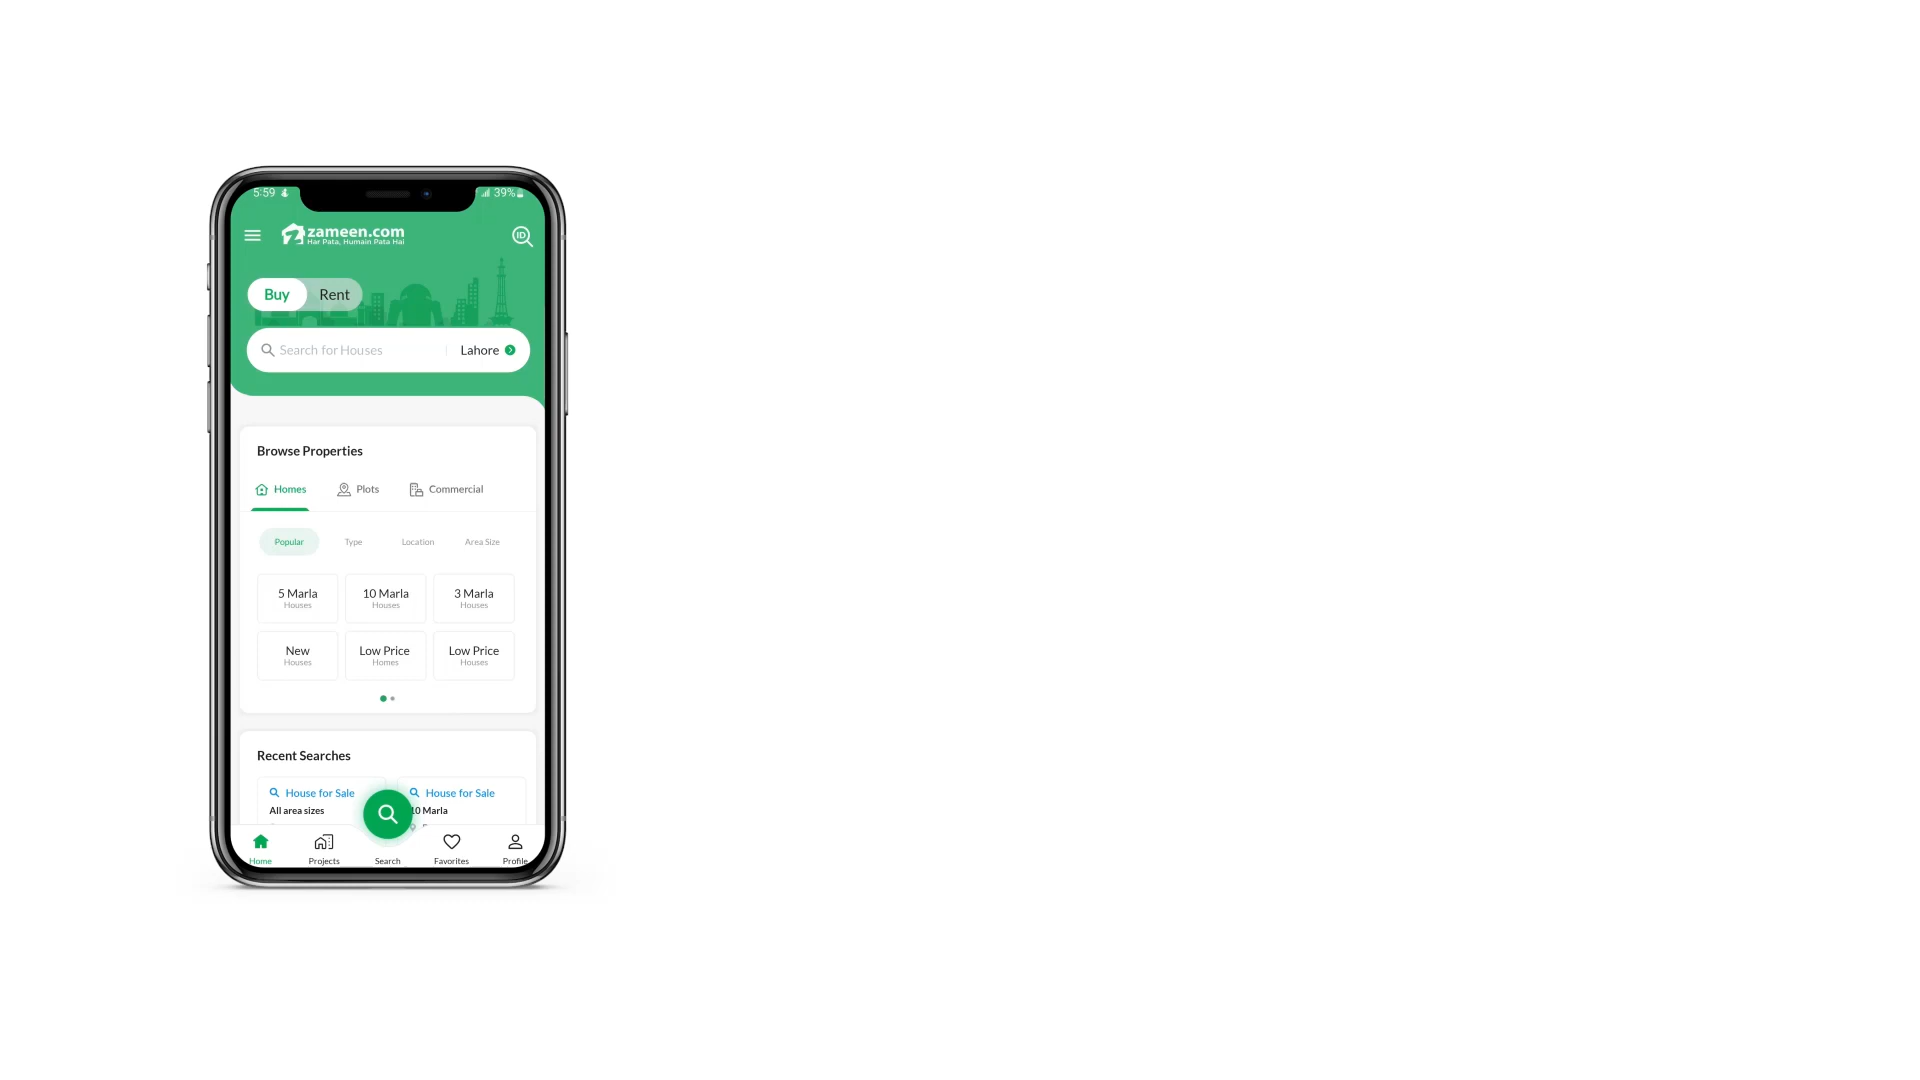 5:59
39%
zameen.com
Har Pata, Humain Pata Hai
ID
Buy Rent
Search for Houses Lahore
Browse Properties
Homes Plots Commercial
Popular Type Location Area Size
5 Marla 10 Marla 3 Marla
Houses Houses Houses
New Low Price Low Price
Houses Homes Houses
Recent Searches
House for Sale House for Sale
All area sizes 10 Marla
Home Projects Search Favorites Profile